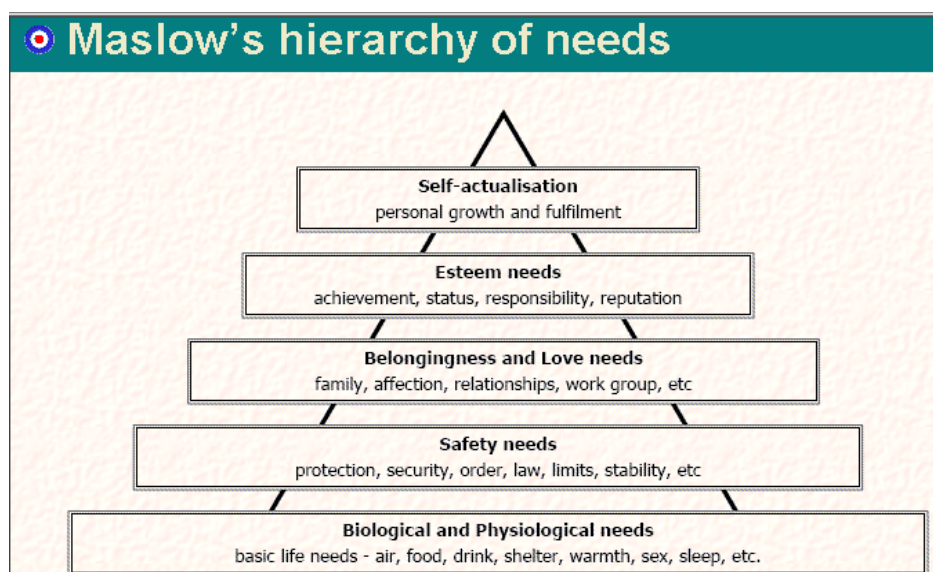 Maslow's hierarchy of needs
Self-actualisation
personal growth and fulfilment
Esteem needs
achievement, status, responsibility, reputation
Belongingness and Love needs
family, affection, relationships, work group, etc
Safety needs
protection, security, order, law, limits, stability, etc
Biological and Physiological needs
basic life needs - air, food, drink, shelter, warmth, sex, sleep, etc.